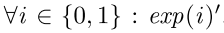 ∀i ∈ {0, 1} : exp(i)′